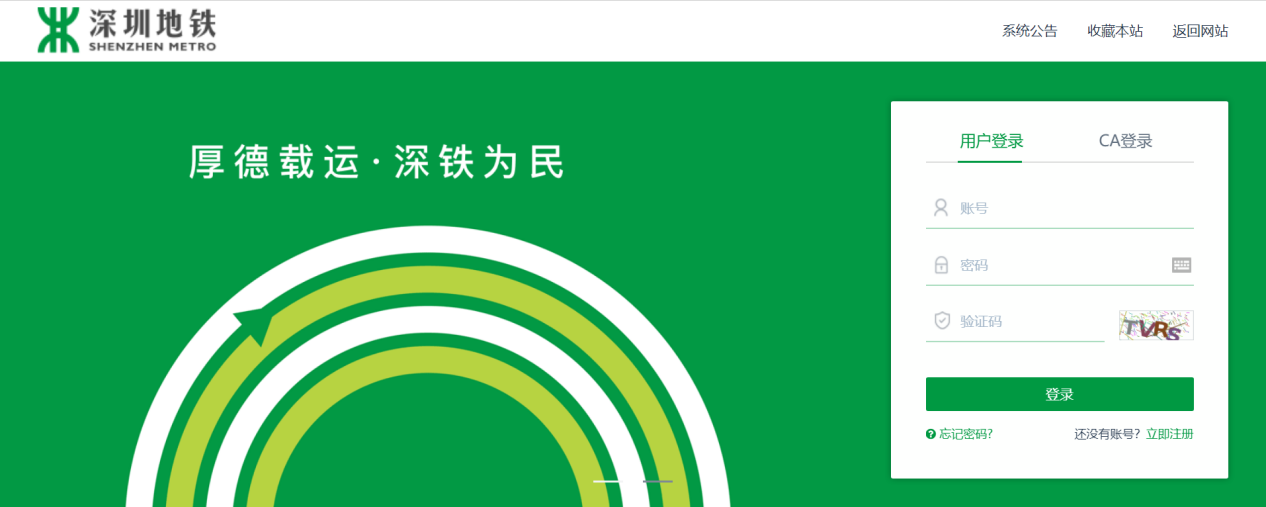 深圳地铁
SHENZHEN METRO
系统公告 收藏本站 返回网站
厚德载运·深铁为民
用户登录 CA登录
账号
密码
验证码
TVRS
登录
忘记密码?
还没有账号? 立即注册